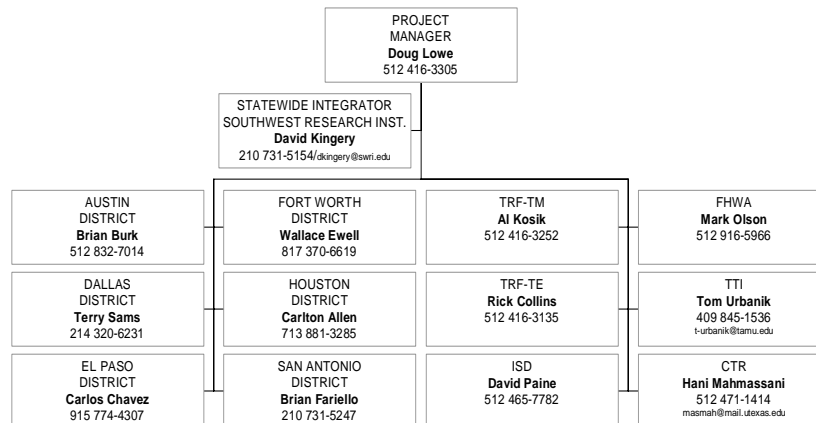 PROJECT
MANAGER
Doug Lowe
512 416-3305
STATEWIDE INTEGRATOR
SOUTHWEST RESEARCH INST.
David Kingery
210 731-5154/dkingery@swri.edu
AUSTIN
DISTRICT
Brian Burk
512 832-7014
FORT WORTH
DISTRICT
Wallace Ewell
817 370-6619
TRF-TM
Al Kosik
512 416-3252
FHWA
Mark Olson
512 916-5966
DALLAS
DISTRICT
Terry Sams
214 320-6231
HOUSTON
DISTRICT
Carlton Allen
713 881-3285
TRF-TE
Rick Collins
512 416-3135
TTI
Tom Urbanik
409 845-1536
t-urbanik@tamu.edu
EL PASO
DISTRICT
Carlos Chavez
915 774-4307
SAN ANTONIO
DISTRICT
Brian Fariello
210 731-5247
ISD
David Paine
512 465-7782
CTR
Hani Mahmassani
512 471-1414
masmah@mail.utexas.edu